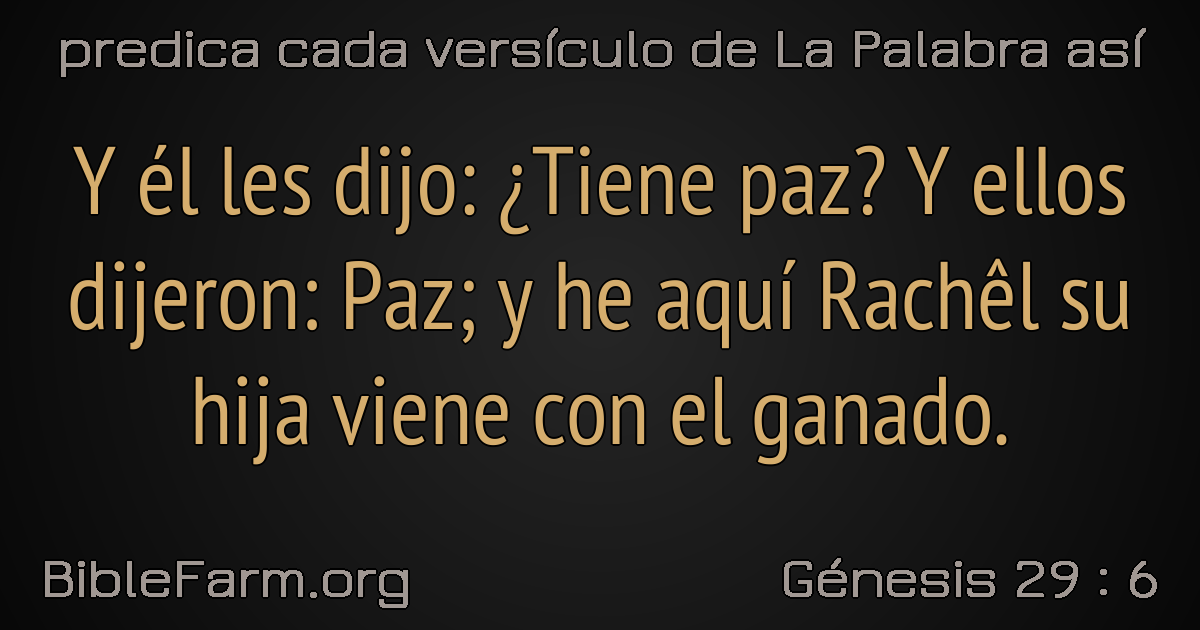 predica cada versículo de La Palabra así
Y él les dijo: ¿Tiene paz? Y ellos
dijeron: Paz; y he aquí Rachêl su
hija viene con el ganado.
BibleFarm.org
Génesis 29 : 6